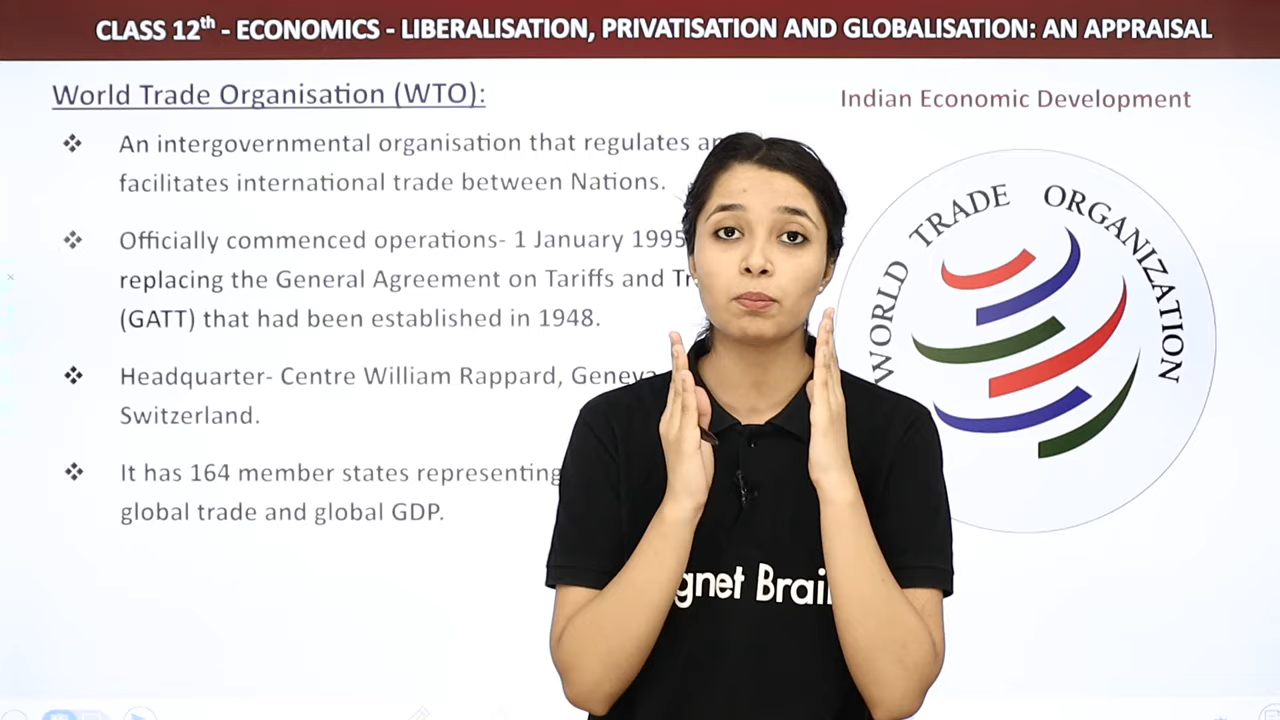 CLASS 12th - ECONOMICS - LIBERALISATION, PRIVATISATION AND GLOBALISATION: AN APPRAISAL
World Trade Organisation (WTO):
Indian Economic Development
An intergovernmental organisation that regulates
facilitates international trade between Nations.
Officially commenced operations- 1 January 1995
replacing the General Agreement on Tariffs and
(GATT) that had been established in 1948.
Headquarter- Centre William Rappard, Geneva
Switzerland.
It has 164 member states representing
global trade and global GDP.
WORLD TRADE ORGANIZATION
gnet Brai